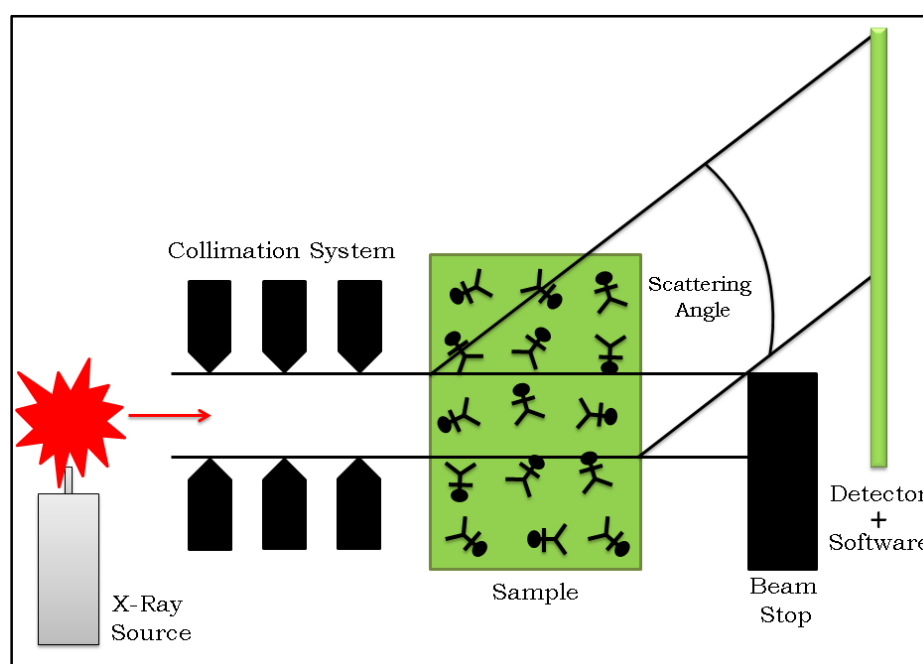 Collimation System
Scattering
Angle
Detector
+
Software
Sample
Beam
Stop
X-Ray
Source